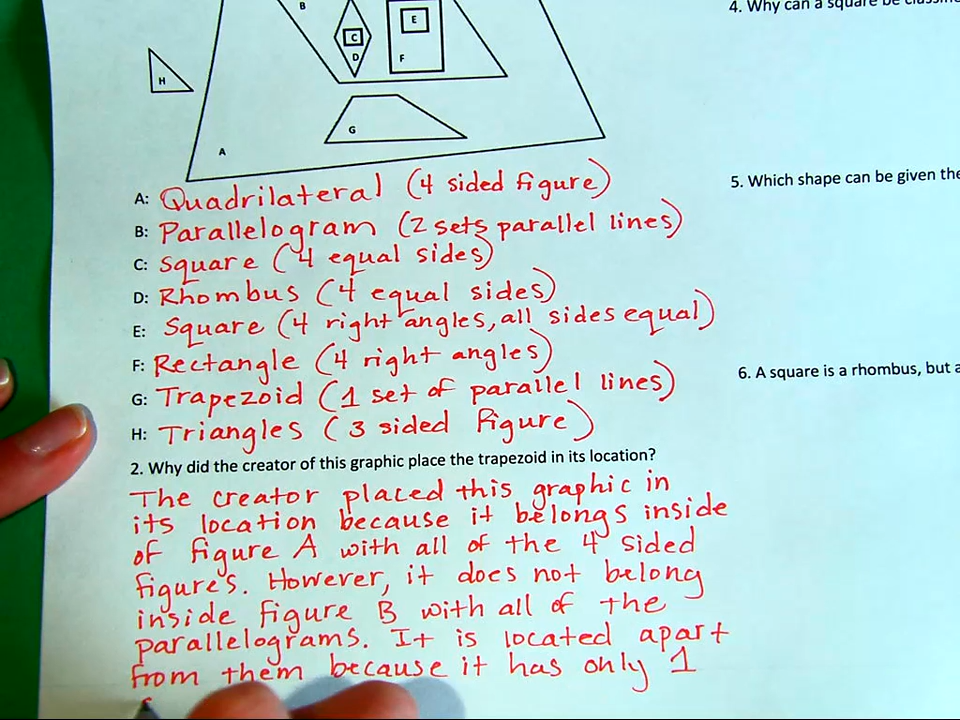 B
C
D
E
F
H
G
A
4. Why can a square be
A: Quadrilateral (4 sided figure)
5. Which shape can be given the
B: Parallelogram (2 sets parallel lines)
C: Square (4 equal sides)
D: Rhombus (4 equal sides)
E: Square (4 right angles, all sides equal)
F: Rectangle (4 right angles)
6. A square is a rhombus, but a
G: Trapezoid (1 set of parallel lines)
H: Triangles (3 sided figure)
2. Why did the creator of this graphic place the trapezoid in its location?
The creator placed this graphic in
its location because it belongs inside
of figure A with all of the 4 sided
figures. However, it does not belong
inside figure B with all of the
parallelograms. It is located apart
from them because it has only 1